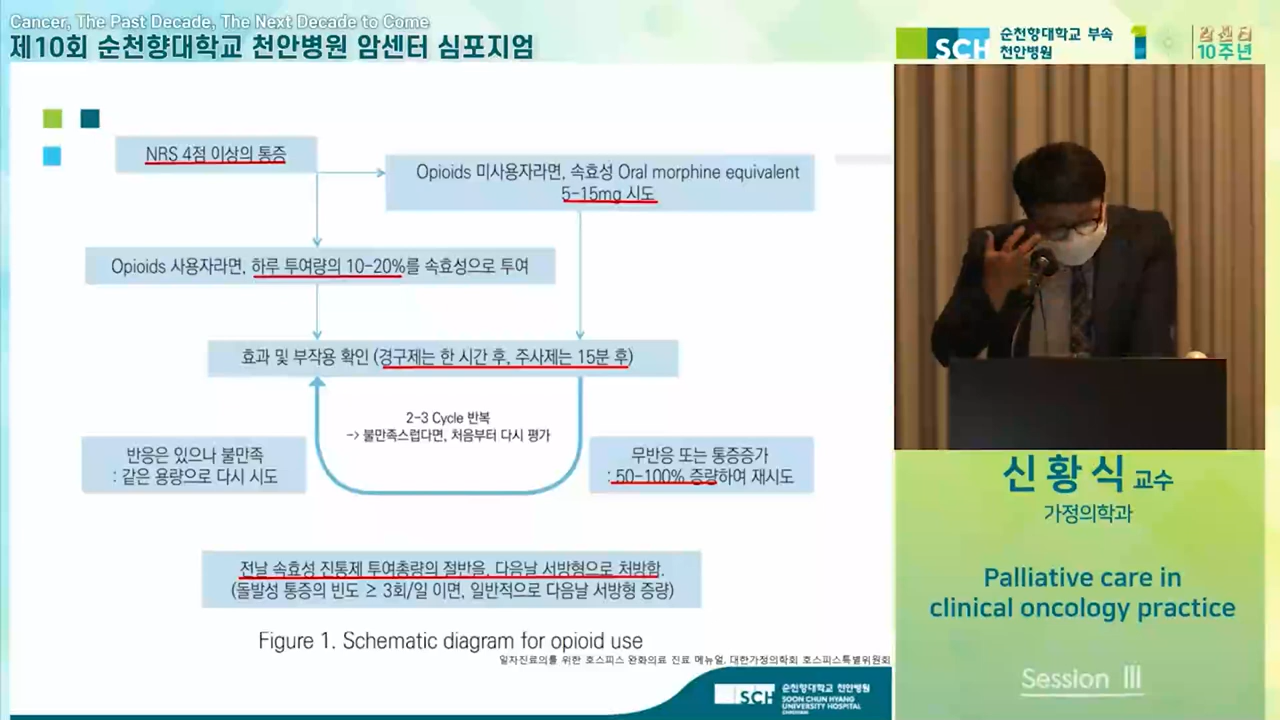 Cancer, The Past Decade, The Next Decade to Come
제10회 순천향대학교 천안병원 암센터 심포지엄
SCH 순천향대학교 부속
천안병원
암센터
10주년
NRS 4점 이상의 통증
Opioids 미사용자라면, 속효성 Oral morphine equivalent
5-15mg 시도
Opioids 사용자라면, 하루 투여량의 10-20%를 속효성으로 투여
효과 및 부작용 확인 (경구제는 한 시간 후, 주사제는 15분 후)
2-3 Cycle 반복
-> 불만족스럽다면, 처음부터 다시 평가
반응은 있으나 불만족
: 같은 용량으로 다시 시도
무반응 또는 통증증가
: 50-100% 증량하여 재시도
전날 속효성 진통제 투여총량의 절반을, 다음날 서방형으로 처방함.
(돌발성 통증의 빈도 ≥ 3회/일 이면, 일반적으로 다음날 서방형 증량)
Figure 1. Schematic diagram for opioid use
일차진료의를 위한 호스피스 완화의료 진료 메뉴얼. 대한가정의학회 호스피스특별위원회
SCH 순천향대학교 천안병원
SOON CHUN HYANG
UNIVERSITY HOSPITAL
신황식 교수
가정의학과
Palliative care in
clinical oncology practice
Session Ⅲ